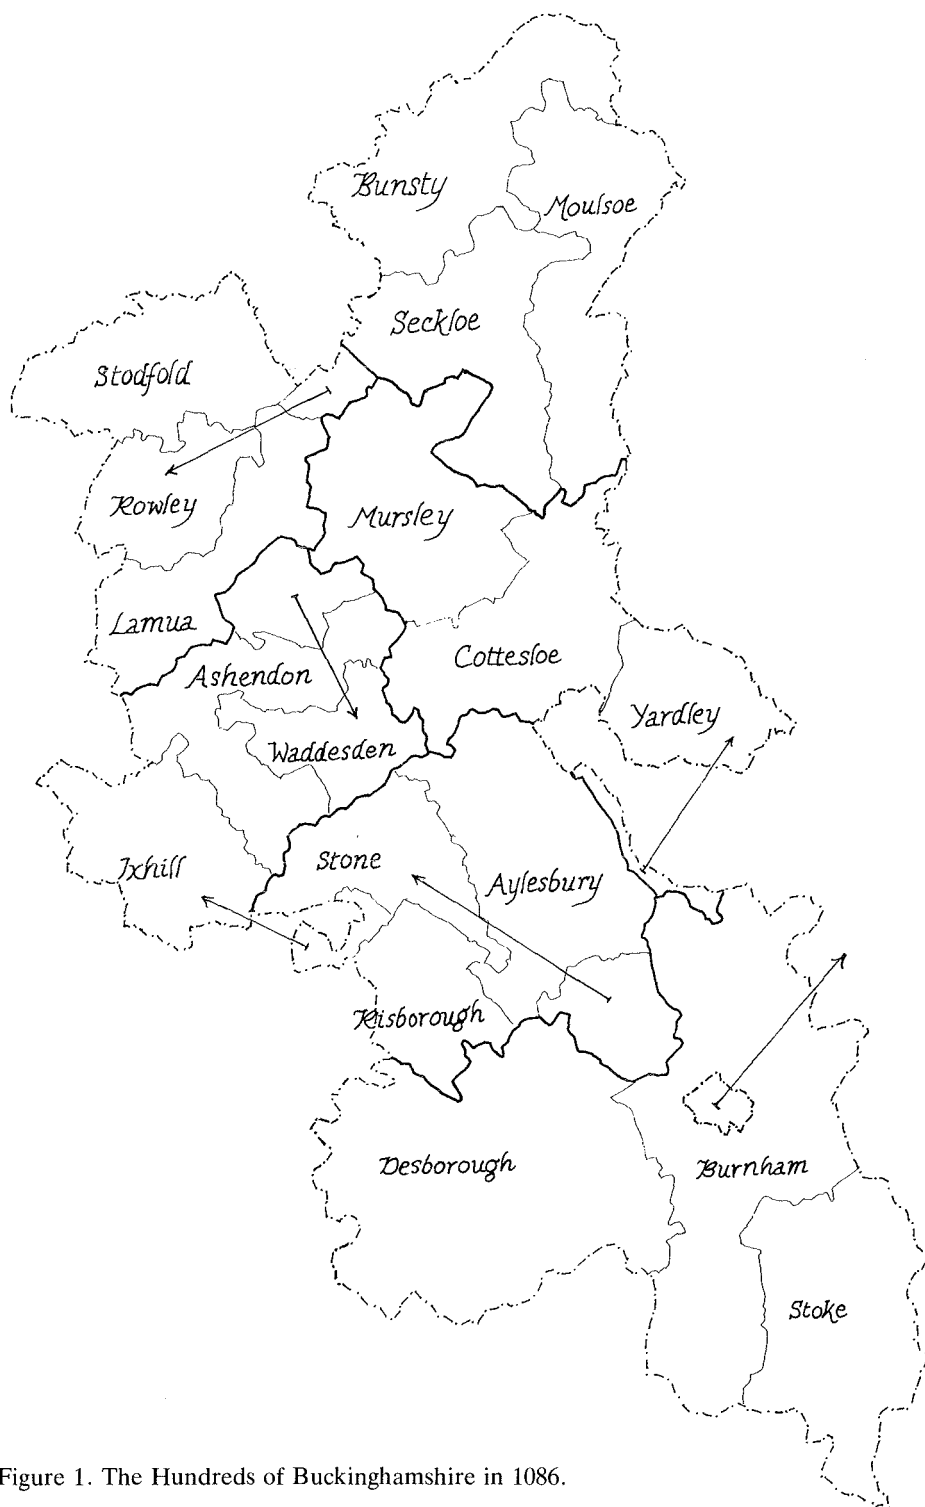 Bunsty
Moulsoe
Seckloe
Stodfold
Rowley
Mursley
Lamua
Cottesloe
Ashendon
Yardley
Waddesden
Stone
Ixhill
Aylesbury
Risborough
Desborough
Burnham
Stoke
Figure 1. The Hundreds of Buckinghamshire in 1086.